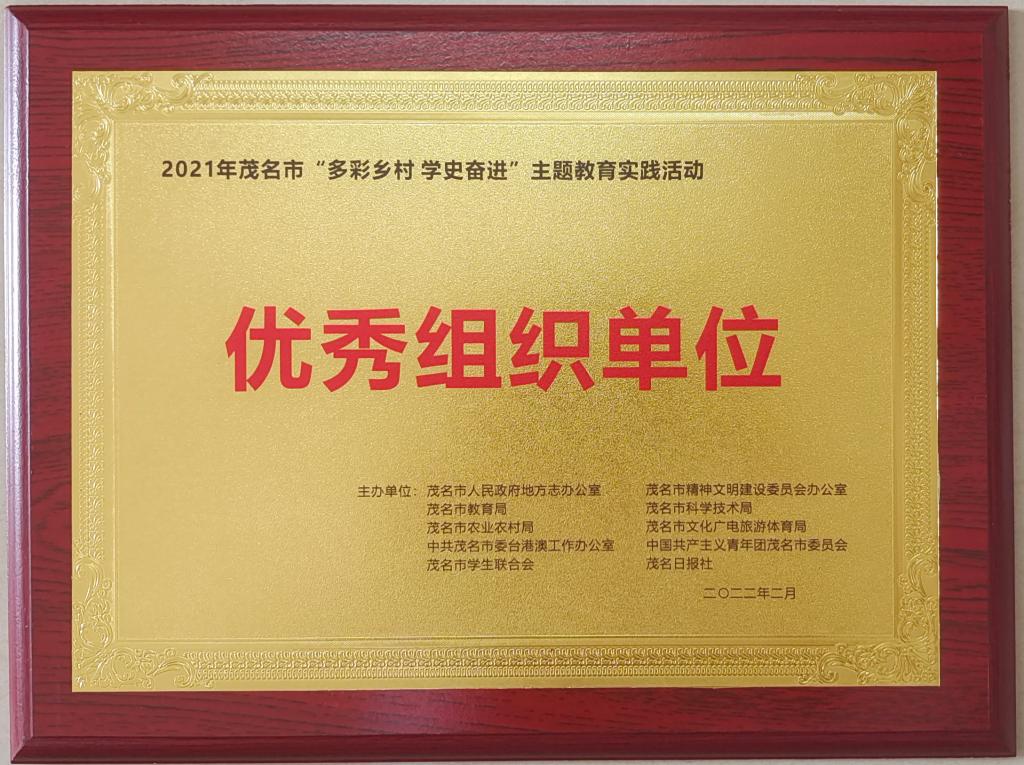 2021年茂名市“多彩乡村 学史奋进”主题教育实践活动
优秀组织单位
主办单位：茂名市人民政府地方志办公室 茂名市精神文明建设委员会办公室
茂名市教育局 茂名市科学技术局
茂名市农业农村局 茂名市文化广电旅游体育局
中共茂名市委台港澳工作办公室 中国共产主义青年团茂名市委员会
茂名市学生联合会 茂名日报社
二〇二二年二月